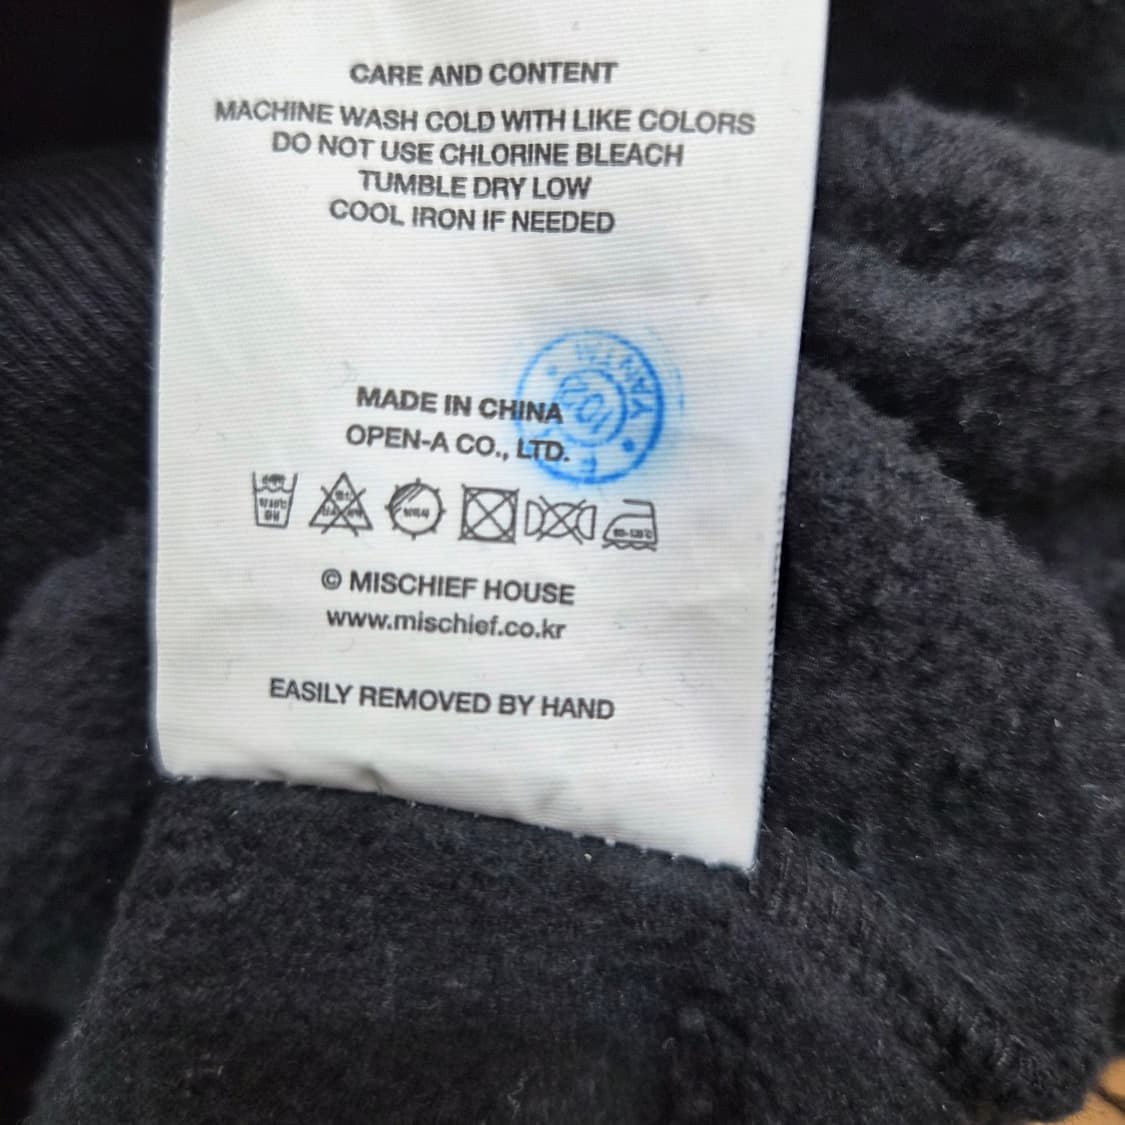 CARE AND CONTENT
MACHINE WASH COLD WITH LIKE COLORS
DO NOT USE CHLORINE BLEACH
TUMBLE DRY LOW
COOL IRON IF NEEDED
YANTAI
MADE IN CHINA
OPEN-A CO., LTD.
© MISCHIEF HOUSE
www.mischief.co.kr
EASILY REMOVED BY HAND